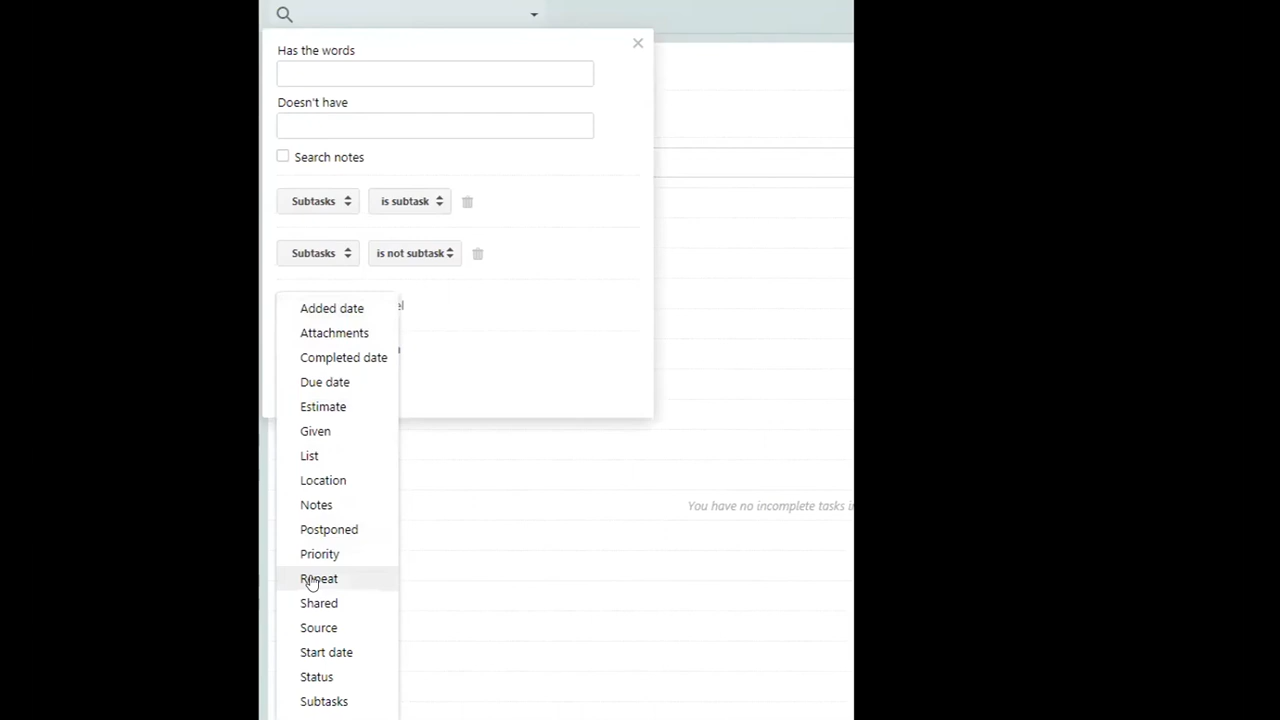 Has the words
Doesn't have
Search notes
Subtasks is subtask
Subtasks is not subtask
Added date
Attachments
Completed date
Due date
Estimate
Given
List
Location
Notes
You have no incomplete tasks
Postponed
Priority
Repeat
Shared
Source
Start date
Status
Subtasks